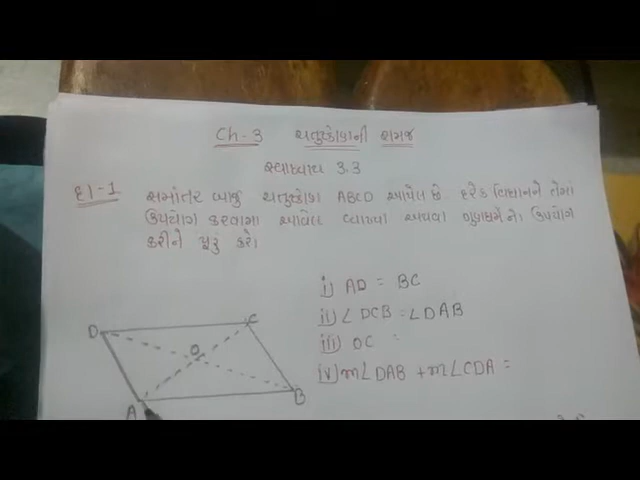 Ch-3 ચતુષ્કોણની સમજ
સ્વાધ્યાય 3.3
દા-1 સમાંતર બાજુ ચતુષ્કોણ ABCD આપેલ છે. દરેક વિધાનને તેમાં
ઉપયોગ કરવામા આવેલ વ્યાખ્યા અથવા ગુણધર્મનો ઉપયોગ
કરીને પૂરું કરો
i) AD = BC
ii) ∠DCB = ∠DAB
iii) OC =
iv) m∠DAB + m∠CDA =
D C
O
A B